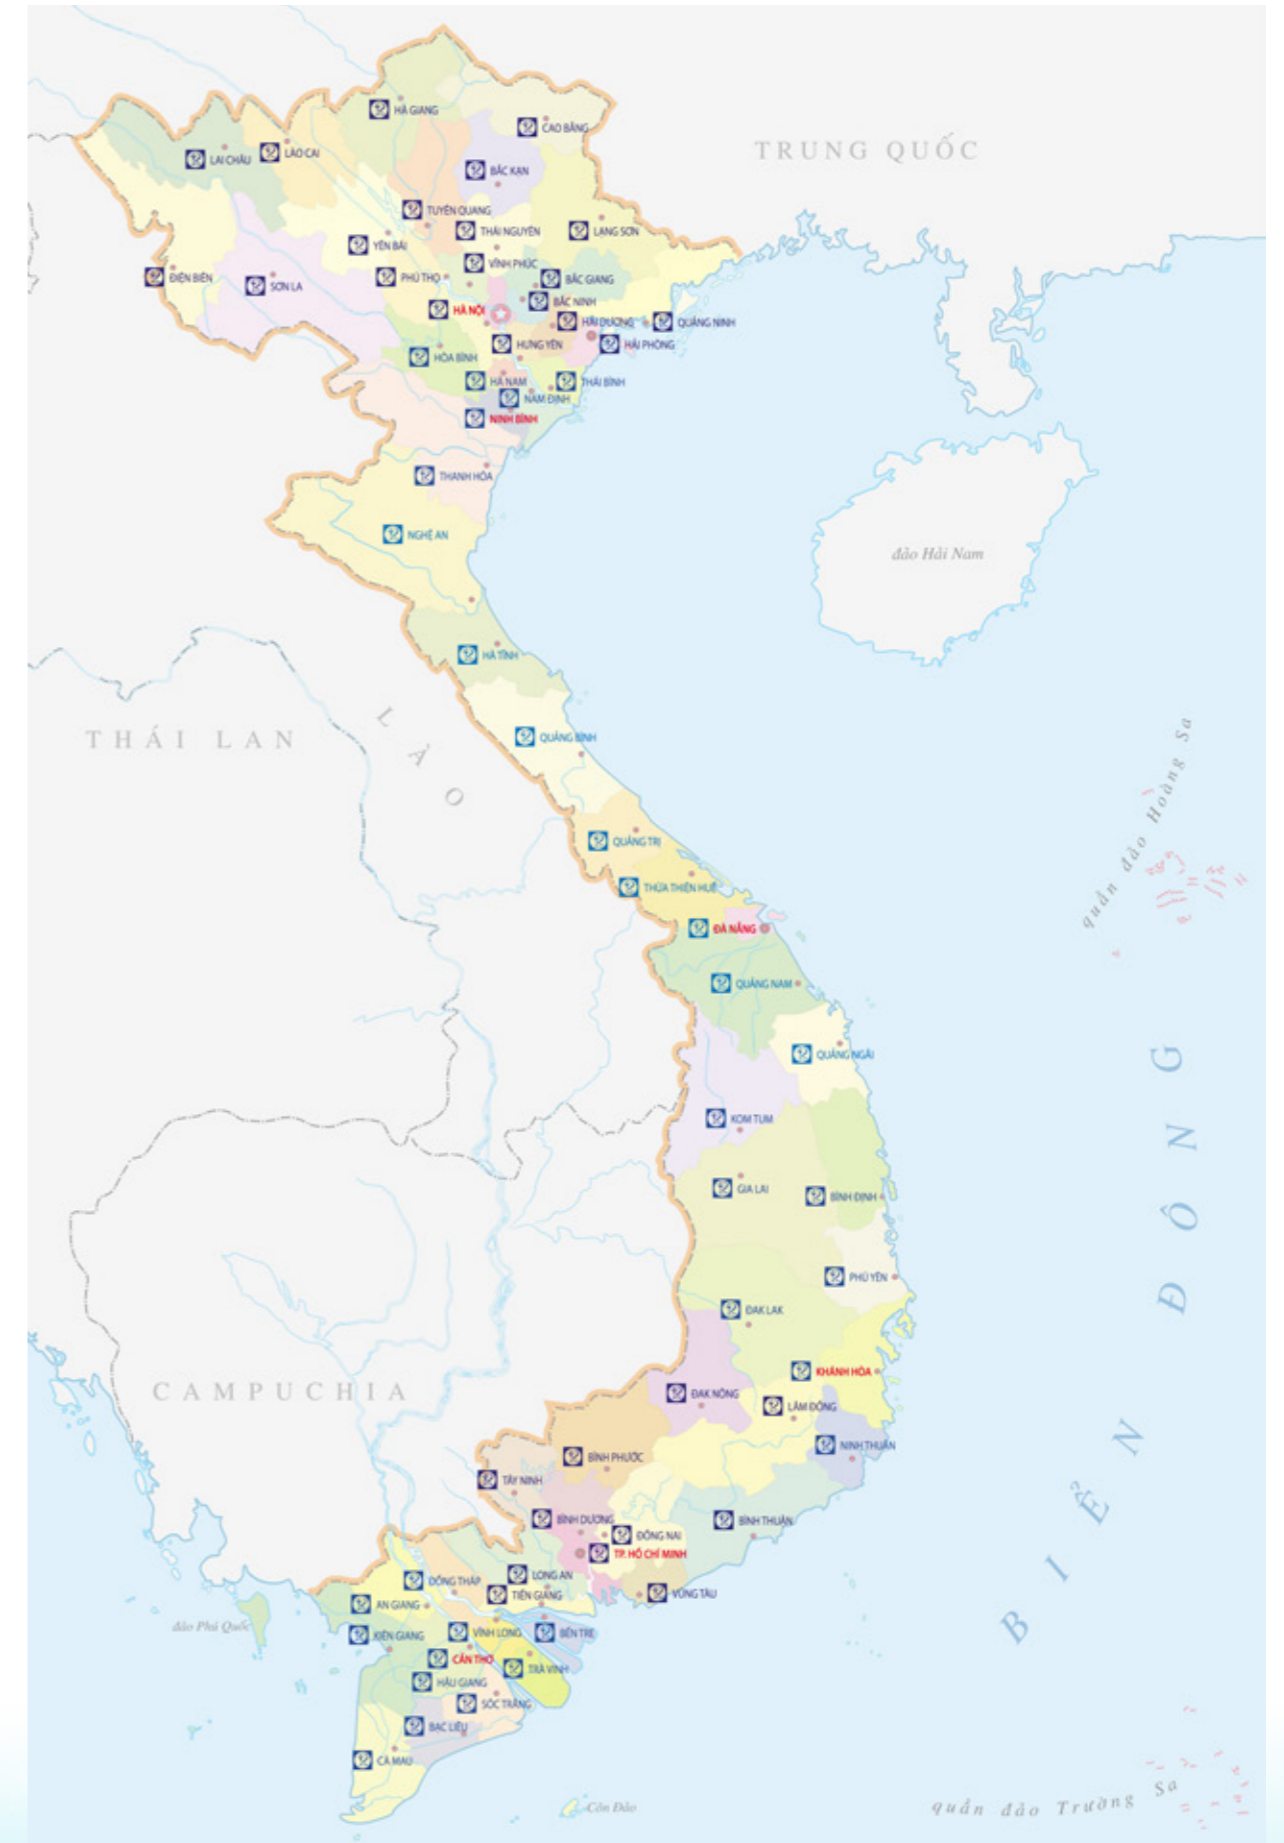 HÀ GIANG
CAO BẰNG
TRUNG QUỐC
LAI CHÂU
LÀO CAI
BẮC KẠN
TUYÊN QUANG
THÁI NGUYÊN
LẠNG SƠN
YÊN BÁI
VĨNH PHÚC
ĐIỆN BIÊN
SƠN LA
PHÚ THỌ
BẮC GIANG
BẮC NINH
HÀ NỘI
HẢI DƯƠNG
QUẢNG NINH
HƯNG YÊN
HẢI PHÒNG
HÒA BÌNH
HÀ NAM
THÁI BÌNH
NAM ĐỊNH
NINH BÌNH
THANH HÓA
NGHỆ AN
đảo Hải Nam
HÀ TĨNH
THÁI LAN
LÀO
QUẢNG BÌNH
quần đảo Hoàng Sa
QUẢNG TRỊ
THỪA THIÊN HUẾ
ĐÀ NẴNG
QUẢNG NAM
QUẢNG NGÃI
KOM TUM
GIA LAI
BÌNH ĐỊNH
PHÚ YÊN
ĐAK LAK
BIỂN ĐÔNG
KHÁNH HÒA
CAMPUCHIA
ĐAK NÔNG
LÂM ĐỒNG
NINH THUẬN
BÌNH PHƯỚC
TÂY NINH
BÌNH DƯƠNG
BÌNH THUẬN
ĐỒNG NAI
TP. HỒ CHÍ MINH
LONG AN
ĐỒNG THÁP
TIỀN GIANG
VŨNG TÀU
AN GIANG
đảo Phú Quốc
KIÊN GIANG
VĨNH LONG
BẾN TRE
CẦN THƠ
TRÀ VINH
HẬU GIANG
SÓC TRĂNG
BẠC LIÊU
CÀ MAU
Côn Đảo
quần đảo Trường Sa